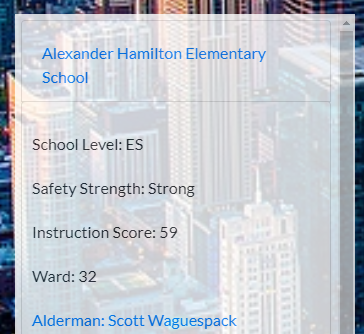 Alexander Hamilton Elementary
School
School Level: ES
Safety Strength: Strong
Instruction Score: 59
Ward: 32
Alderman: Scott Waguespack